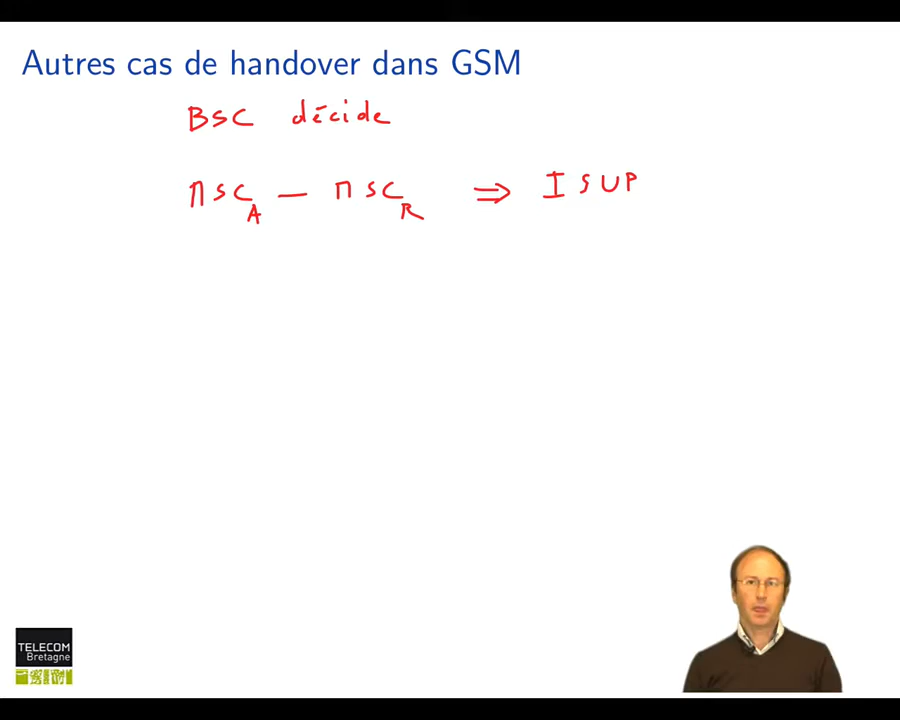 Autres cas de handover dans GSM
BSC décide
MSC A — MSC R ⇒ ISUP
TELECOM
Bretagne